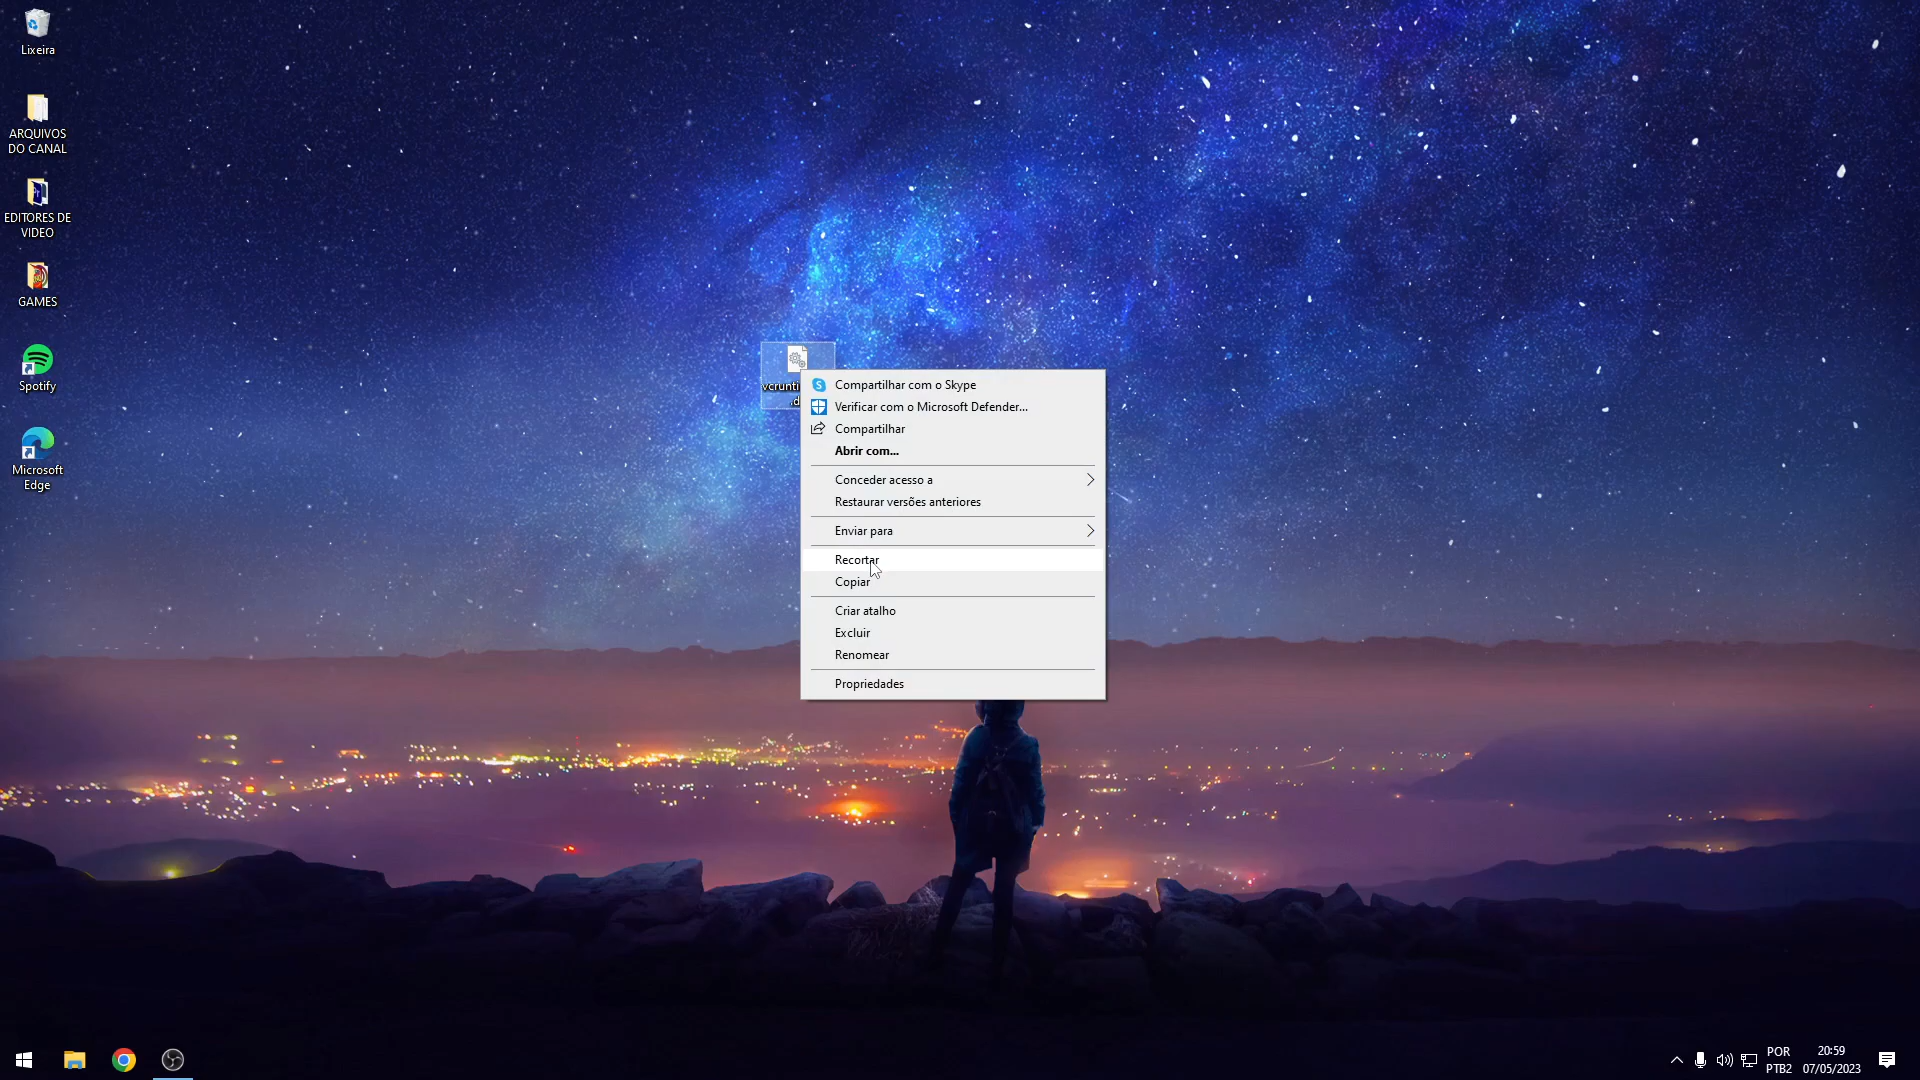 Lixeira
ARQUIVOS
DO CANAL
EDITORES DE
VIDEO
GAMES
Spotify
Microsoft
Edge
vcrunti
.d
Compartilhar com o Skype
Verificar com o Microsoft Defender...
Compartilhar
Abrir com...
Conceder acesso a
Restaurar versões anteriores
Enviar para
Recortar
Copiar
Criar atalho
Excluir
Renomear
Propriedades
POR
PTB2
20:59
07/05/2023